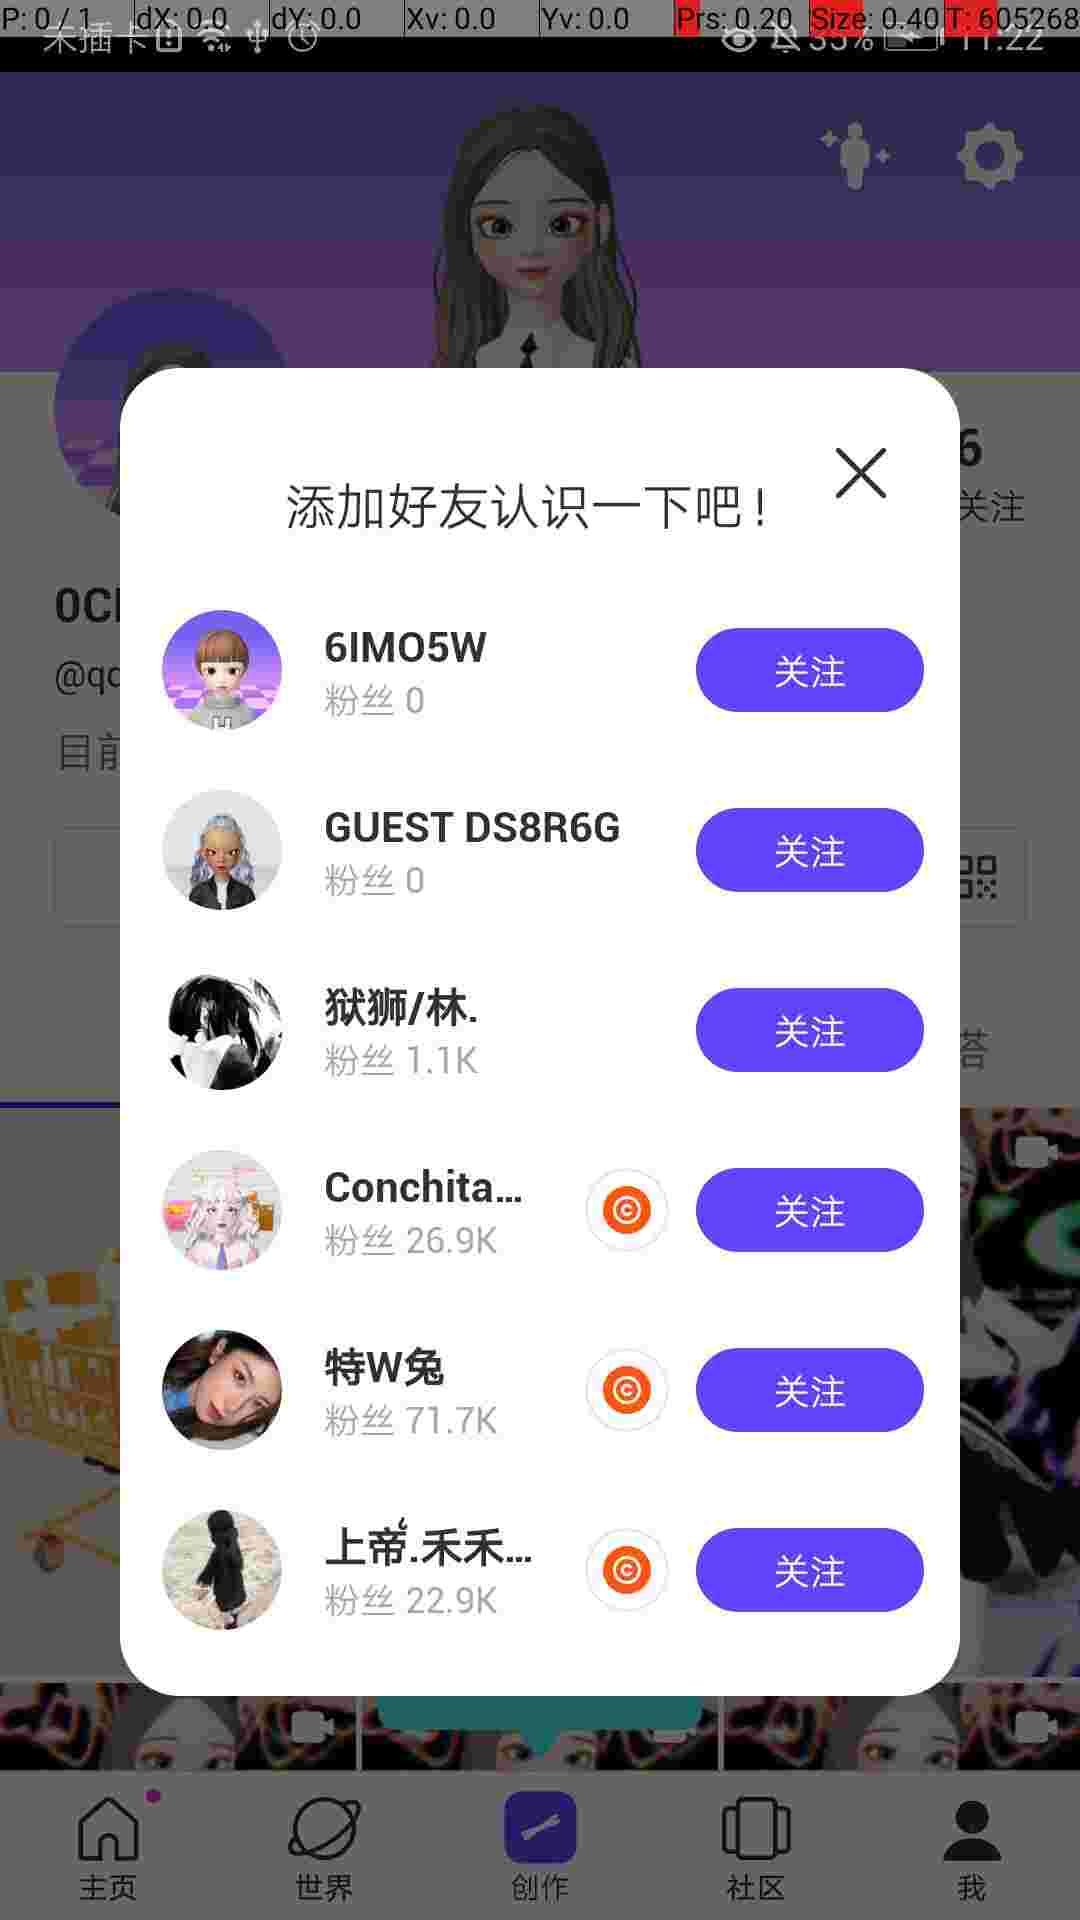 P: 0 / 1 dX: 0.0 dY: 0.0 Xv: 0.0 Yv: 0.0 Prs: 0.20 Size: 0.40 T: 605268
未插卡 33% 11:22
6
关注
添加好友认识一下吧!
0C
@qc
目前
6IMO5W
粉丝 0
关注
GUEST DS8R6G
粉丝 0
关注
狱狮/林.
粉丝 1.1K
关注
答
Conchita...
粉丝 26.9K
关注
特W兔
粉丝 71.7K
关注
上帝.禾禾...
粉丝 22.9K
关注
主页
世界
创作
社区
我